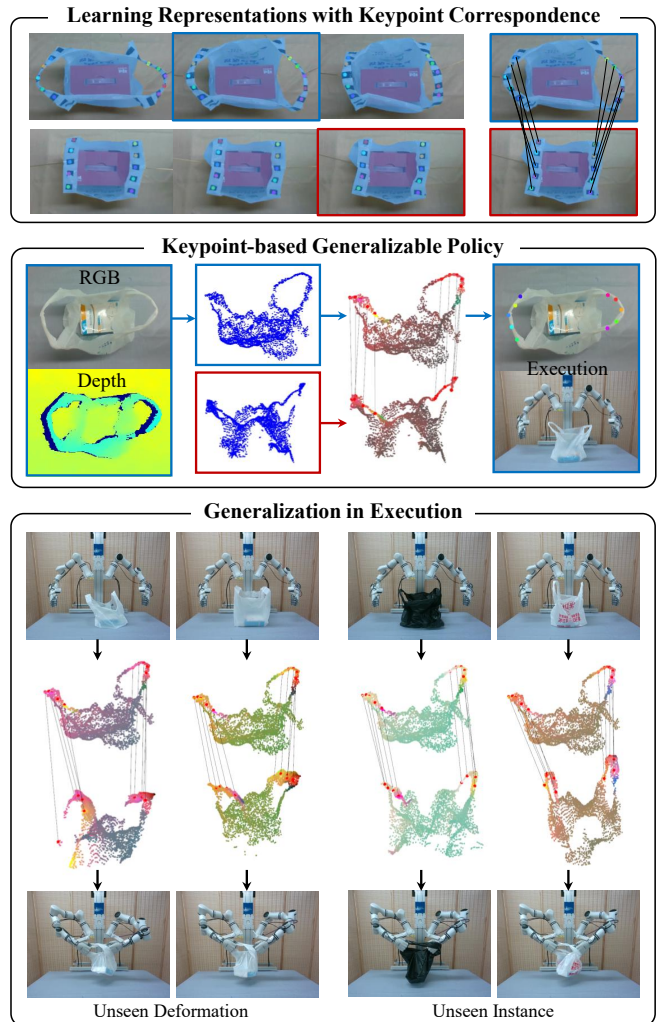 Learning Representations with Keypoint Correspondence
Keypoint-based Generalizable Policy
RGB
Depth
Execution
Generalization in Execution
Unseen Deformation
Unseen Instance